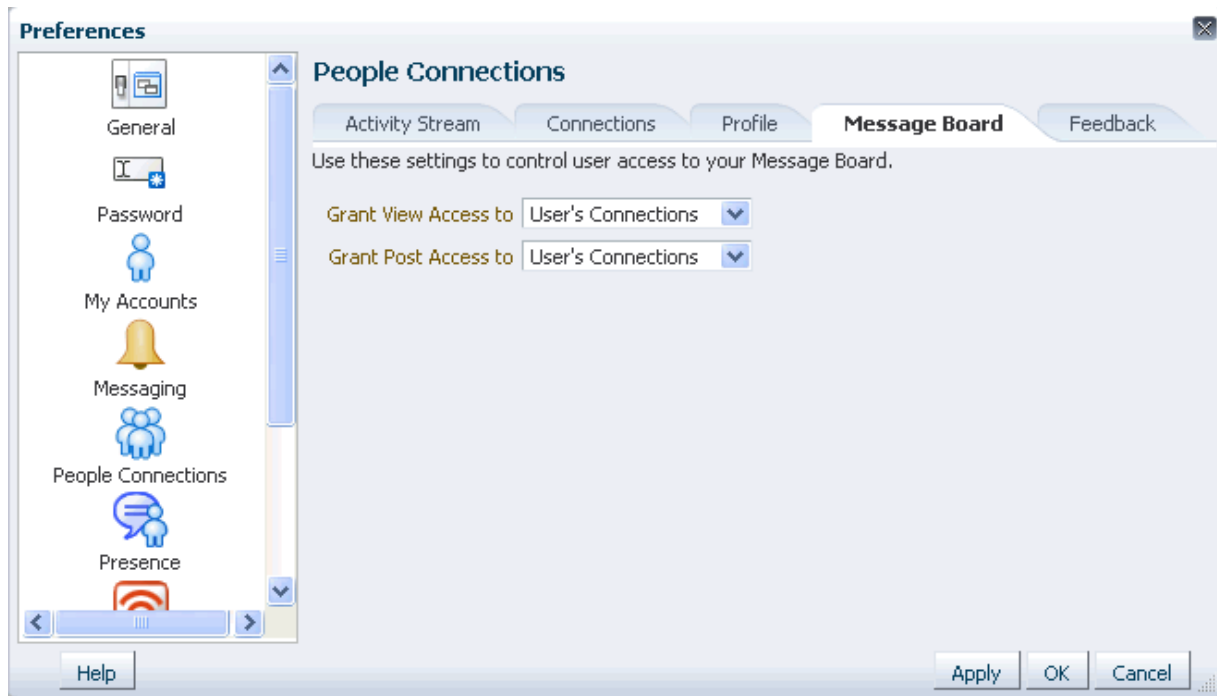 Preferences
General
Password
My Accounts
Messaging
People Connections
Presence
People Connections
Activity Stream Connections Profile Message Board Feedback
Use these settings to control user access to your Message Board.
Grant View Access to User's Connections
Grant Post Access to User's Connections
Help Apply OK Cancel